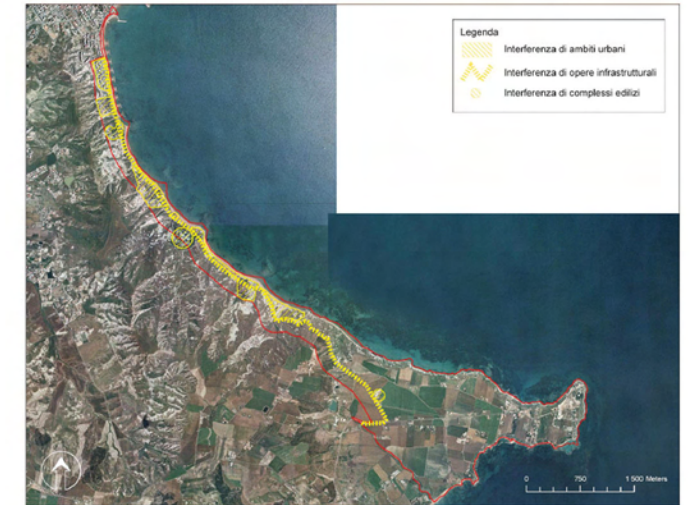 Legenda
Interferenza di ambiti urbani
Interferenza di opere infrastrutturali
Interferenza di complessi edilizi
0 750 1 500 Meters